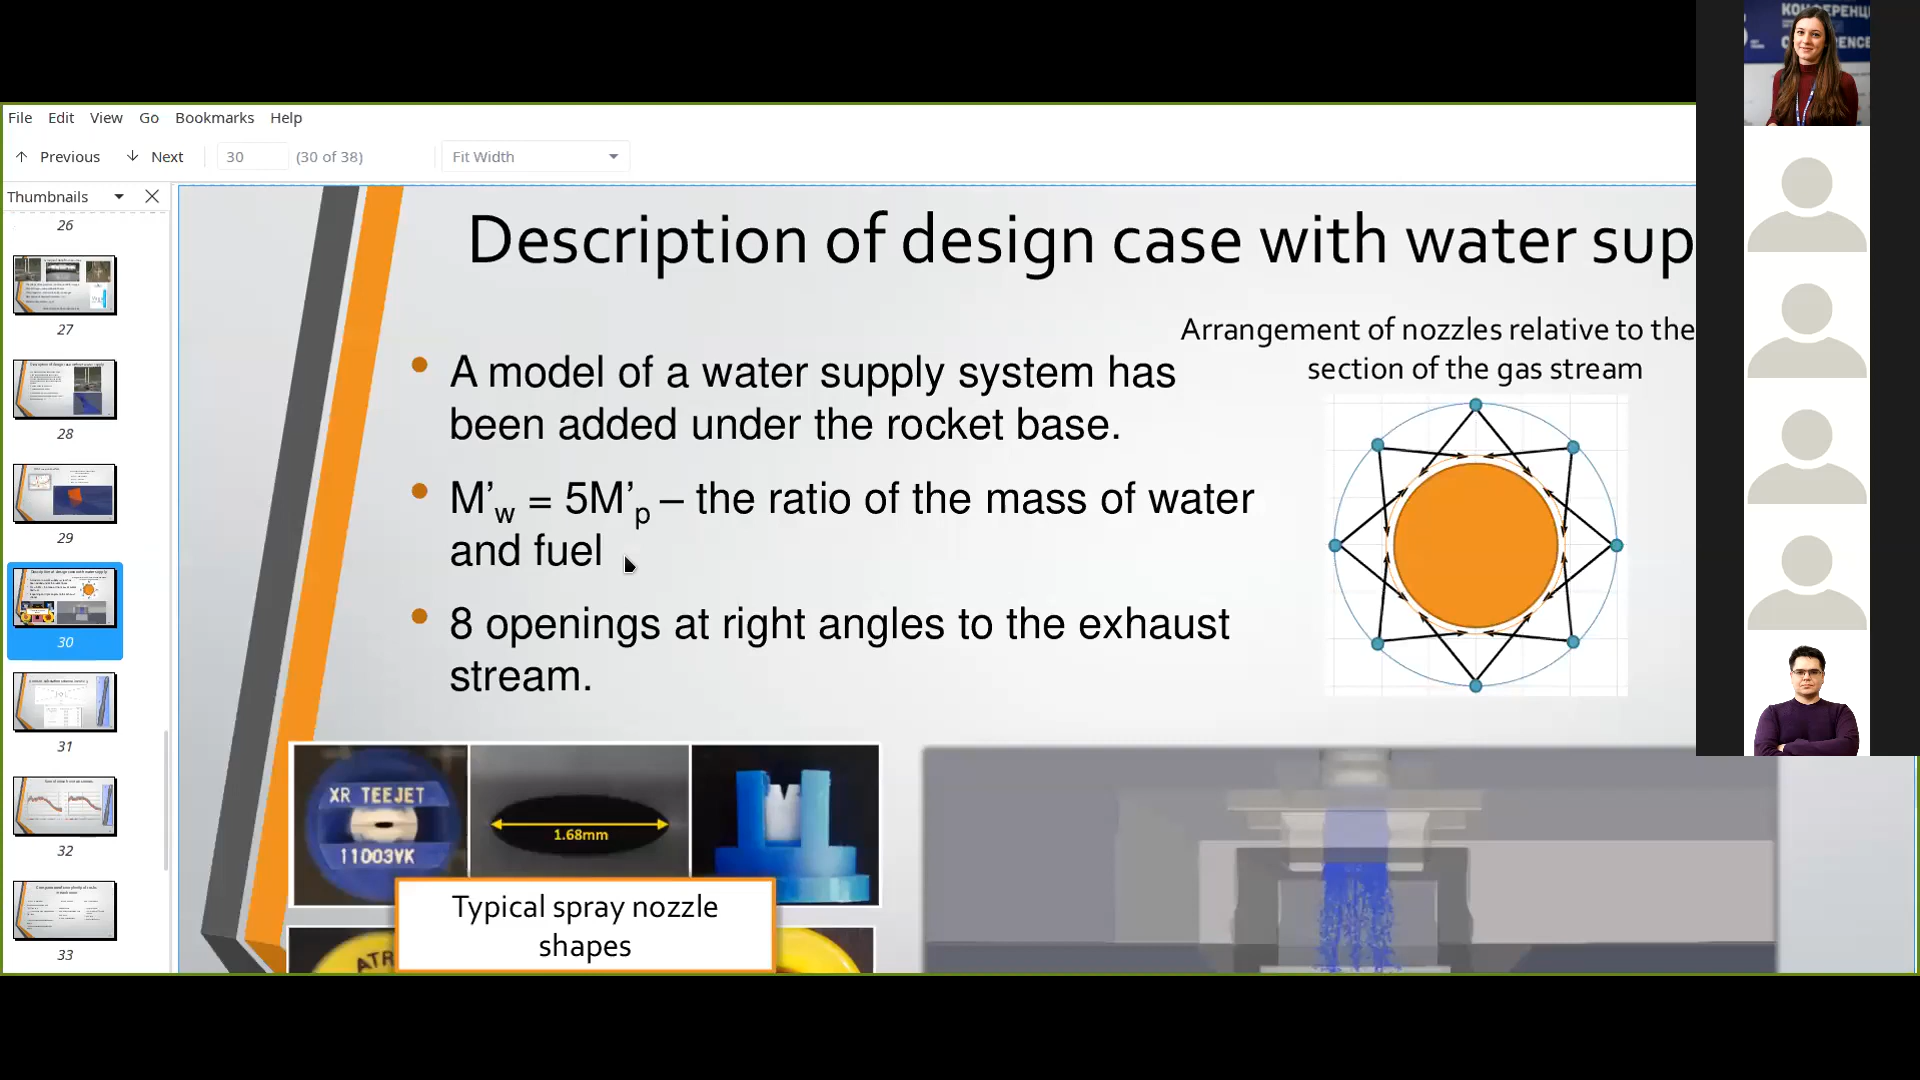 КОНФЕРЕНЦ
CONFERENCE
File Edit View Go Bookmarks Help
Previous Next 30 (30 of 38) Fit Width
Thumbnails
26
27
28
29
30
31
32
33
Description of design case with water sup
Arrangement of nozzles relative to the
section of the gas stream
• A model of a water supply system has
been added under the rocket base.
• M’w = 5M’p – the ratio of the mass of water
and fuel
• 8 openings at right angles to the exhaust
stream.
XR TEEJET
11003VK
1.68mm
ATR
Typical spray nozzle
shapes